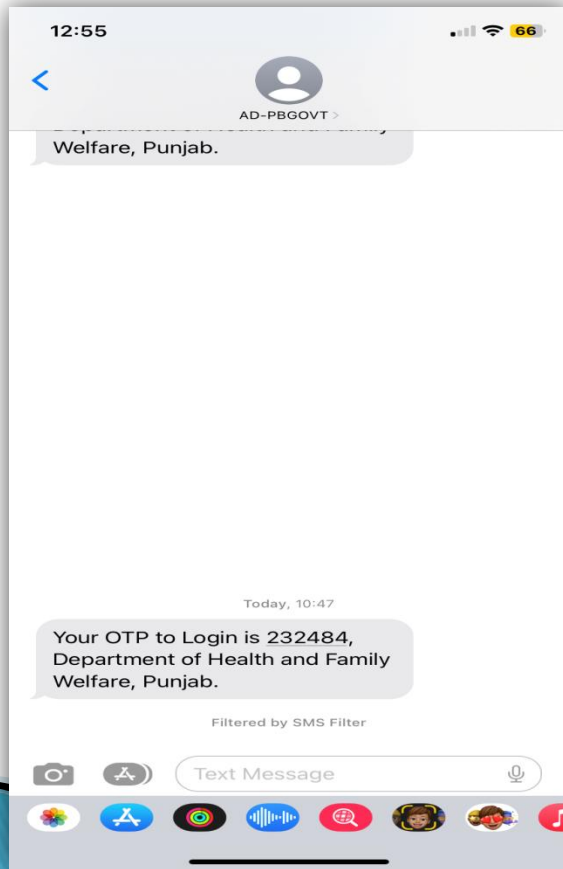 12:55
66
AD-PBGOVT >
Welfare, Punjab.
Today, 10:47
Your OTP to Login is 232484,
Department of Health and Family
Welfare, Punjab.
Filtered by SMS Filter
Text Message